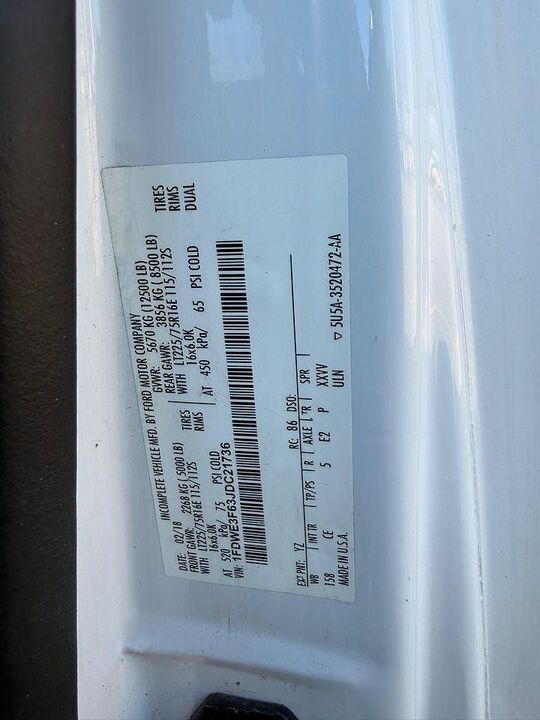 INCOMPLETE VEHICLE MFD. BY FORD MOTOR COMPANY
DATE: 02/18 GVWR: 5670 KG (12500 LB)
FRONT GAWR: 2268 KG (5000 LB) REAR GAWR: 3856 KG (8500 LB)
WITH LT225/75R16E 115/112S TIRES WITH LT225/75R16E 115/112S TIRES
16x6.0K RIMS 16x6.0K RIMS
AT 520 kPa/ 75 PSI COLD AT 450 kPa/ 65 PSI COLD DUAL
VIN: 1FDWE3F63JDC21736
EXT PNT: YZ RC: 86 DSO:
WB INT TR TP/PS R AXLE TR SPR
158 CE 5 E2 P XXVV
MADE IN U.S.A. ULN
▽ 5U5A-3520472-AA